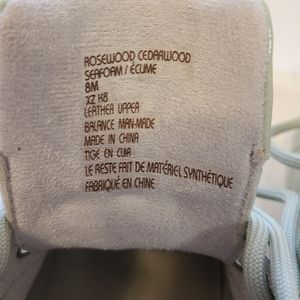 ROSEWOOD CEDARWOOD
SEAFOAM / ÉCUME
8M
XZ K8
LEATHER UPPER
BALANCE MAN-MADE
MADE IN CHINA
TIGE EN CUIR
LE RESTE FAIT DE MATÉRIEL SYNTHÉTIQUE
FABRIQUÉ EN CHINE